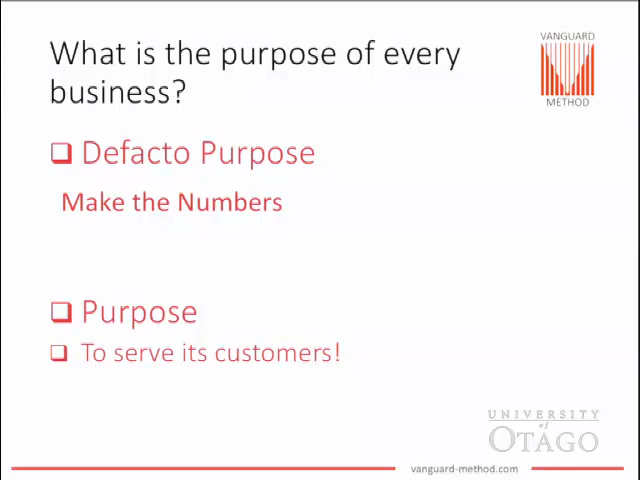 What is the purpose of every
business?
VANGUARD
METHOD
Defacto Purpose
Make the Numbers
Purpose
To serve its customers!
UNIVERSITY
of
OTĀGO
vanguard-method.com